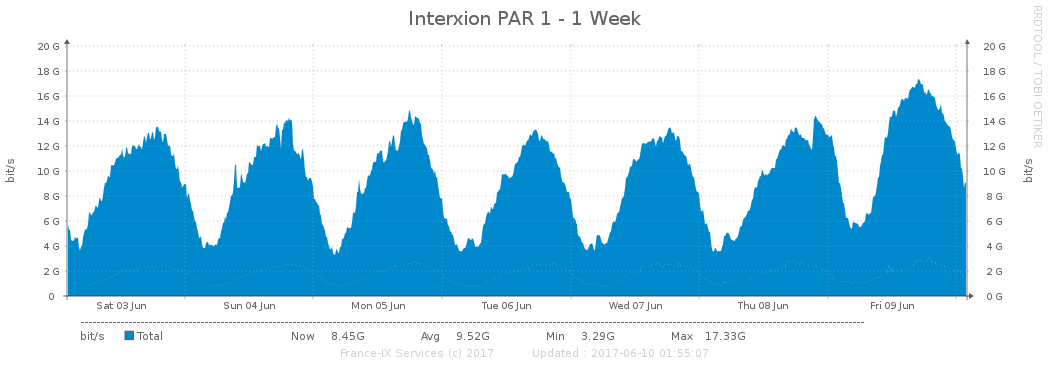 Interxion PAR 1 - 1 Week
RRDTOOL / TOBI OETIKER
bit/s
20 G 20 G
18 G 18 G
16 G 16 G
14 G 14 G
12 G 12 G
10 G 10 G
8 G 8 G
6 G 6 G
4 G 4 G
2 G 2 G
0 0 G
bit/s
Sat 03 Jun Sun 04 Jun Mon 05 Jun Tue 06 Jun Wed 07 Jun Thu 08 Jun Fri 09 Jun
bit/s Total Now 8.45G Avg 9.52G Min 3.29G Max 17.33G
France-IX Services (c) 2017 Updated : 2017-06-10 01:55:07